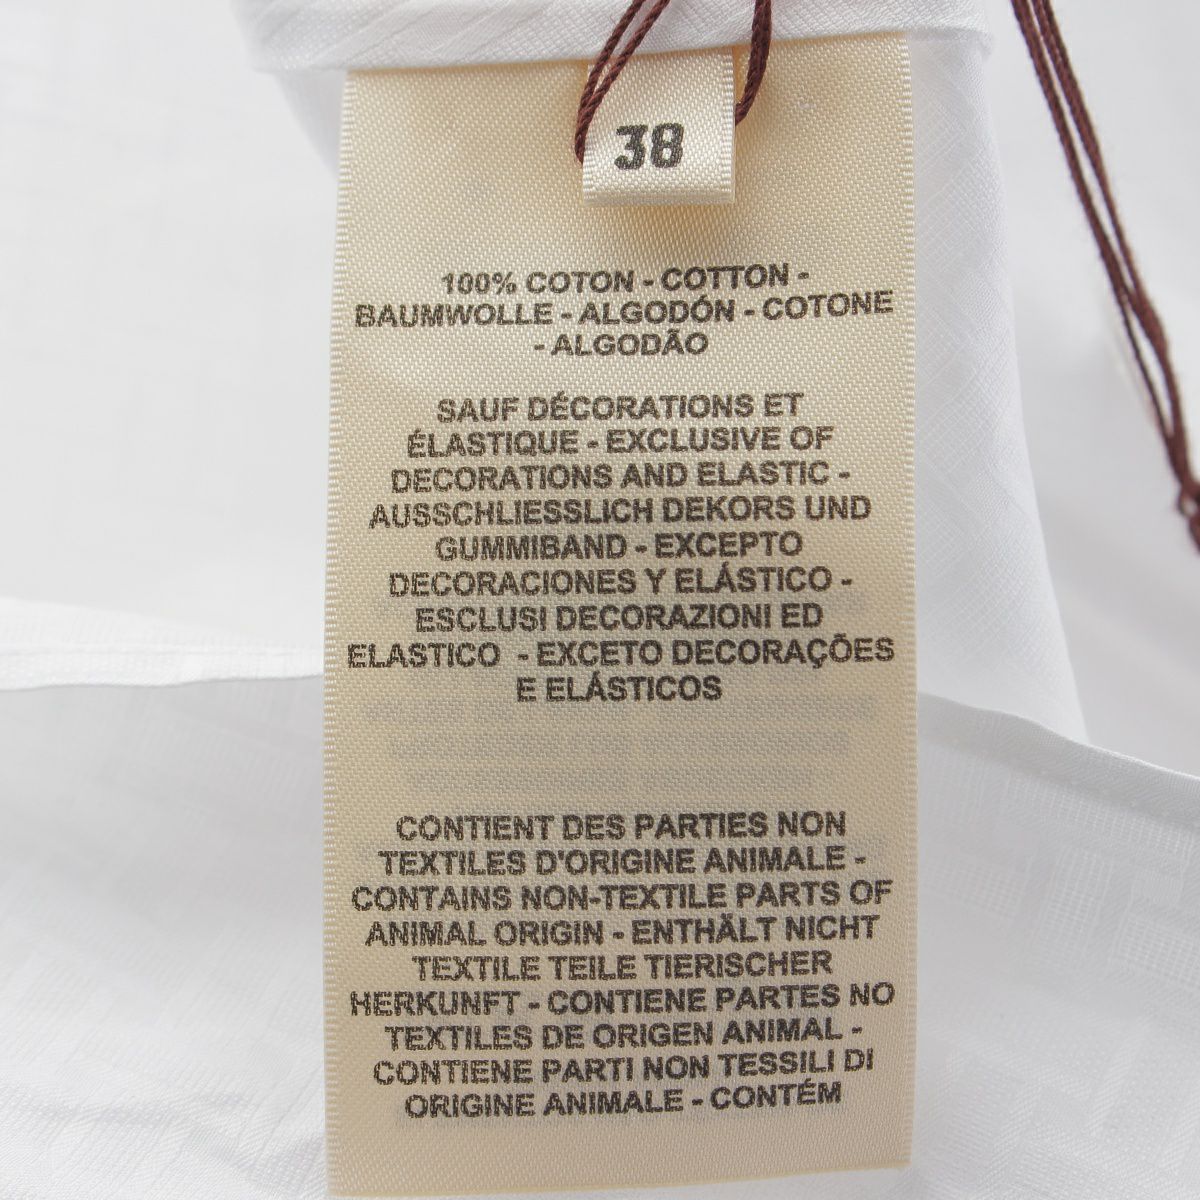 38
100% COTON - COTTON -
BAUMWOLLE - ALGODÓN - COTONE
- ALGODÃO
SAUF DÉCORATIONS ET
ÉLASTIQUE - EXCLUSIVE OF
DECORATIONS AND ELASTIC -
AUSSCHLIESSLICH DEKORS UND
GUMMIBAND - EXCEPTO
DECORACIONES Y ELÁSTICO -
ESCLUSI DECORAZIONI ED
ELASTICO - EXCETO DECORAÇÕES
E ELÁSTICOS
CONTIENT DES PARTIES NON
TEXTILES D'ORIGINE ANIMALE -
CONTAINS NON-TEXTILE PARTS OF
ANIMAL ORIGIN - ENTHÄLT NICHT
TEXTILE TEILE TIERISCHER
HERKUNFT - CONTIENE PARTES NO
TEXTILES DE ORIGEN ANIMAL -
CONTIENE PARTI NON TESSILI DI
ORIGINE ANIMALE - CONTÉM